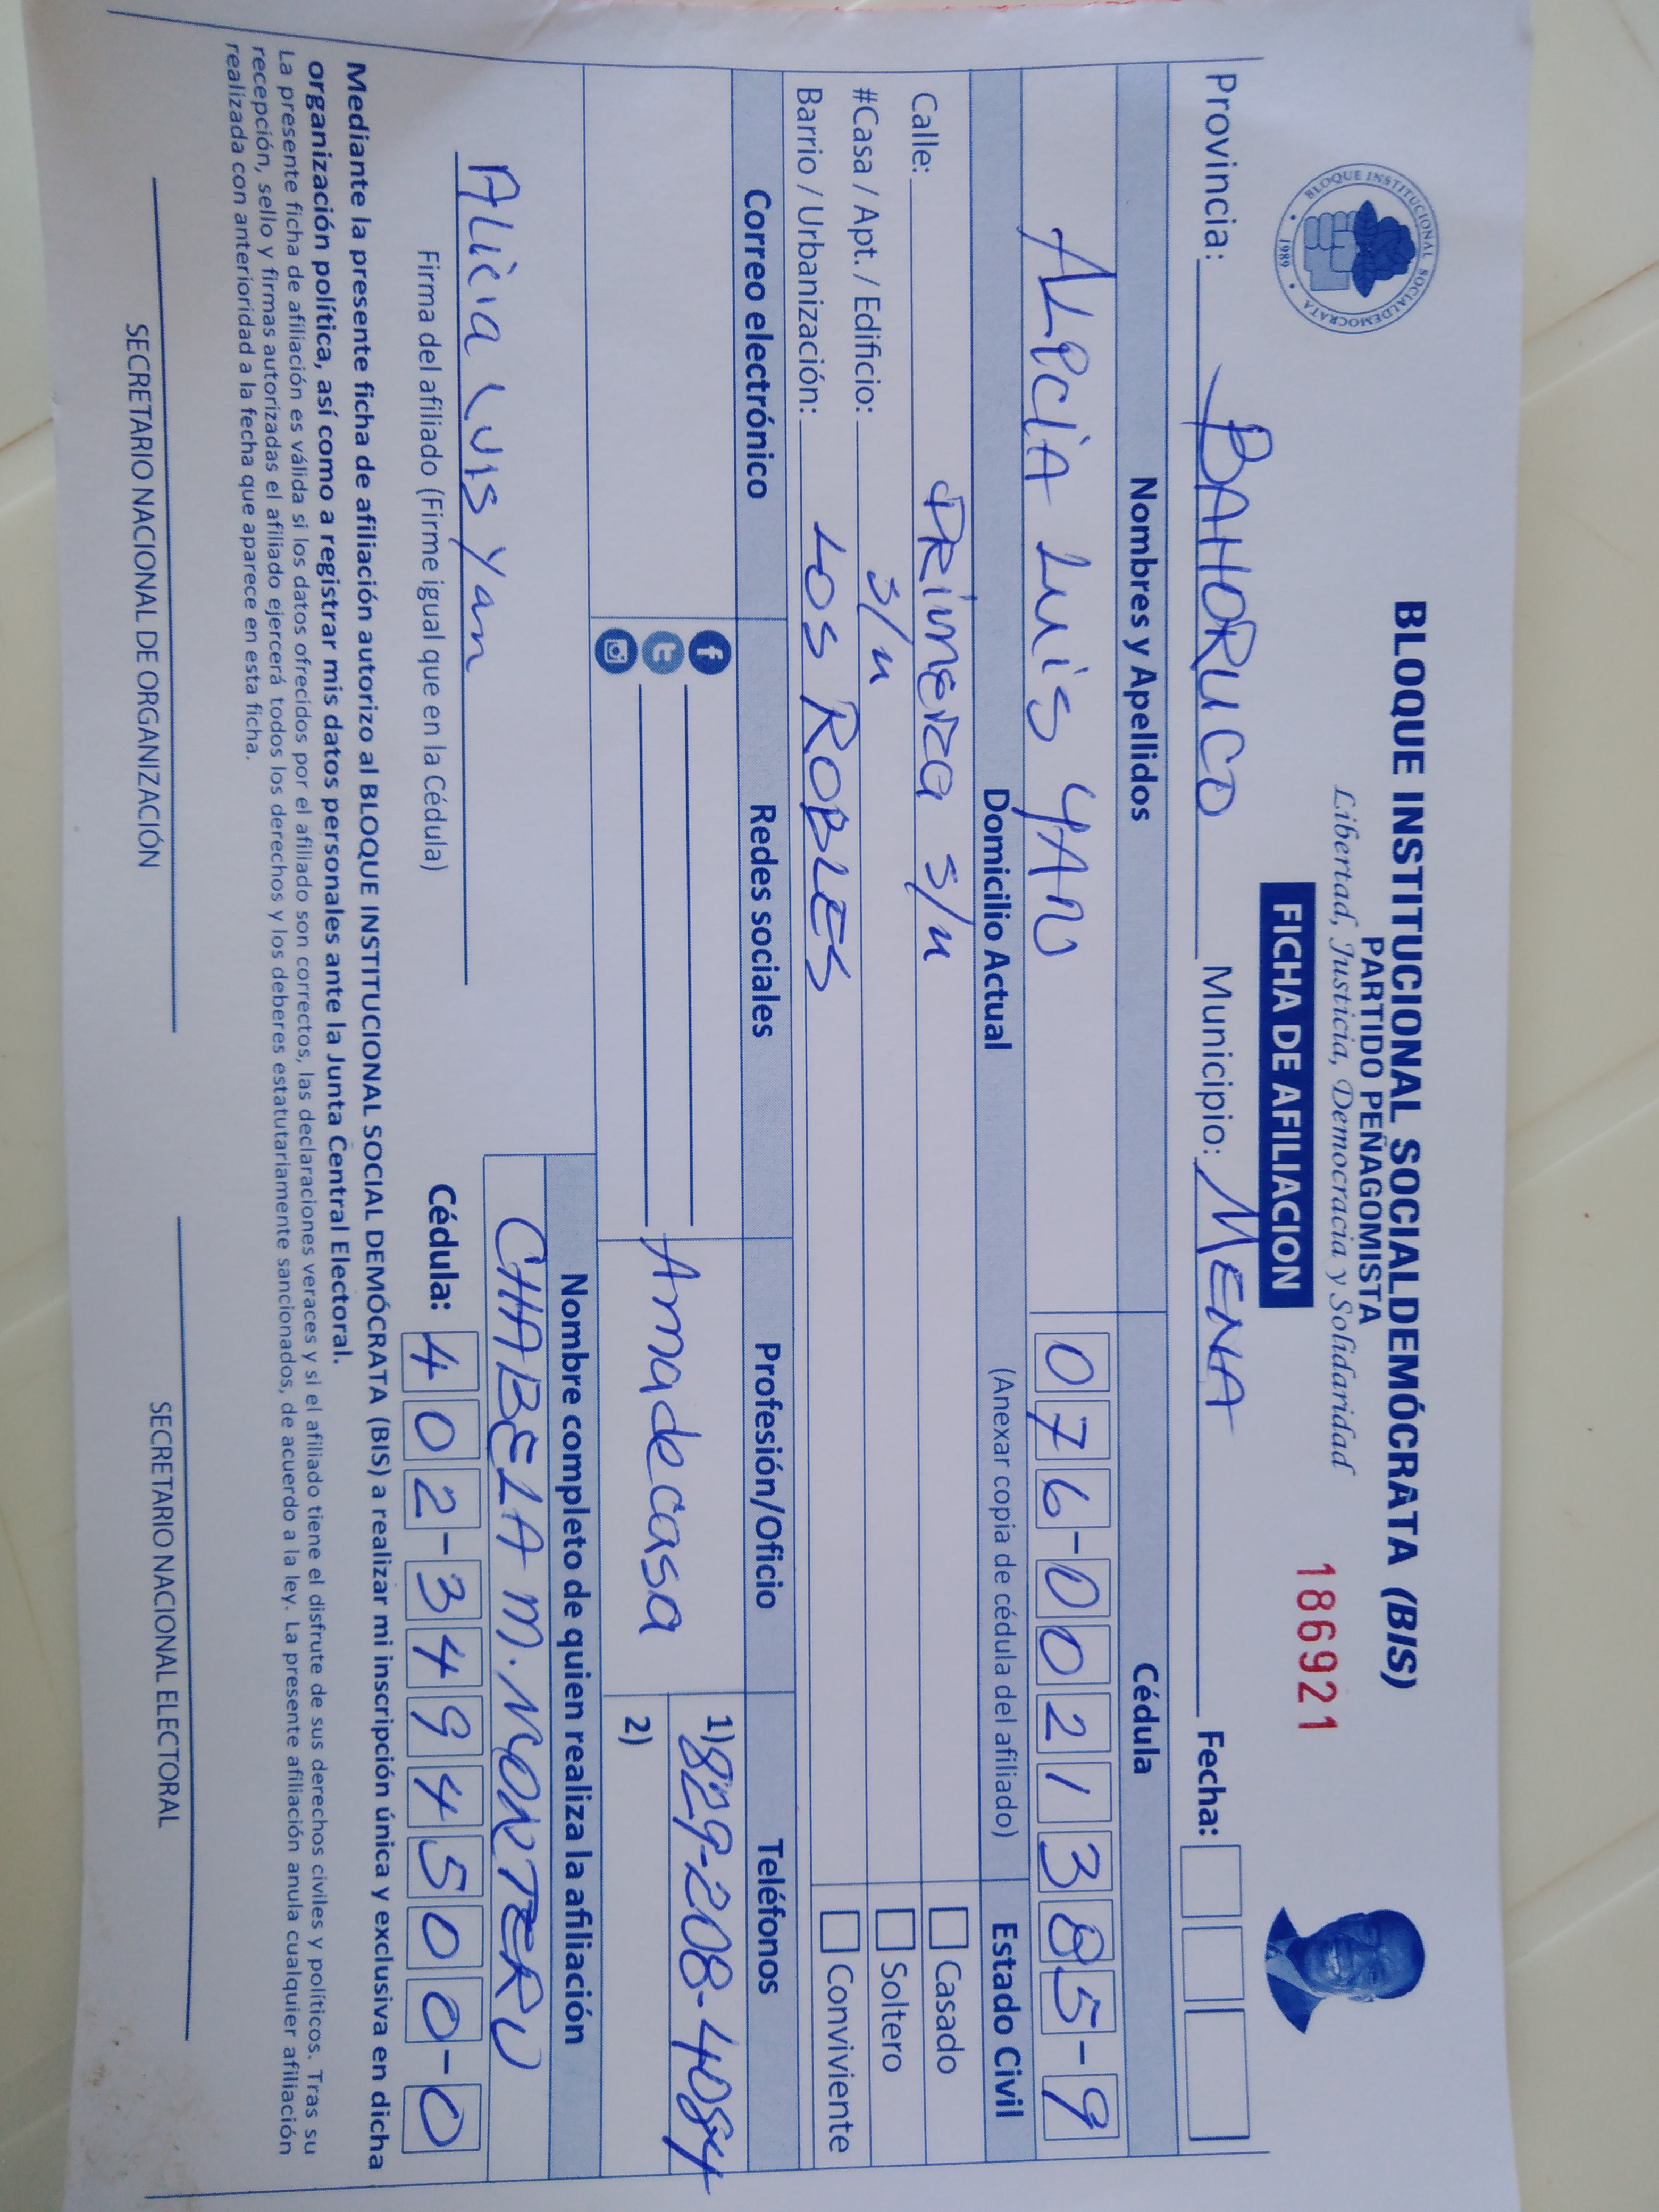 BLOQUE INSTITUCIONAL SOCIALDEMÓCRATA (BIS)
PARTIDO PEÑAGOMISTA
Libertad, Justicia, Democracia y Solidaridad
BLOQUE INSTITUCIONAL SOCIALDEMOCRATA
1989
FICHA DE AFILIACION
186921
Provincia: BAHORUCO Municipio: MENA Fecha:
Nombres y Apellidos Cédula
ALECIA LUIS YAN 076-0021385-9
Domicilio Actual (Anexar copia de cédula del afiliado) Estado Civil
Calle: PRimeRa s/n Casado
#Casa / Apt. / Edificio: s/n Soltero
Barrio / Urbanización: LOS ROBLES Conviviente
Correo electrónico Redes sociales Profesión/Oficio Teléfonos
Amadecasa
1) 829-208-4084
2)
Nombre completo de quien realiza la afiliación
CHABELA M. MONTERO
Alicia Luis Yan
Firma del afiliado (Firme igual que en la Cédula)
Cédula: 402-3494500-0
Mediante la presente ficha de afiliación autorizo al BLOQUE INSTITUCIONAL SOCIAL DEMÓCRATA (BIS) a realizar mi inscripción única y exclusiva en dicha
organización política, así como a registrar mis datos personales ante la Junta Central Electoral.
La presente ficha de afiliación es válida si los datos ofrecidos por el afiliado son correctos, las declaraciones veraces y si el afiliado tiene el disfrute de sus derechos civiles y políticos. Tras su
recepción, sello y firmas autorizadas el afiliado ejercerá todos los derechos y los deberes estatutariamente sancionados, de acuerdo a la ley. La presente afiliación anula cualquier afiliación
realizada con anterioridad a la fecha que aparece en esta ficha.
SECRETARIO NACIONAL DE ORGANIZACIÓN SECRETARIO NACIONAL ELECTORAL